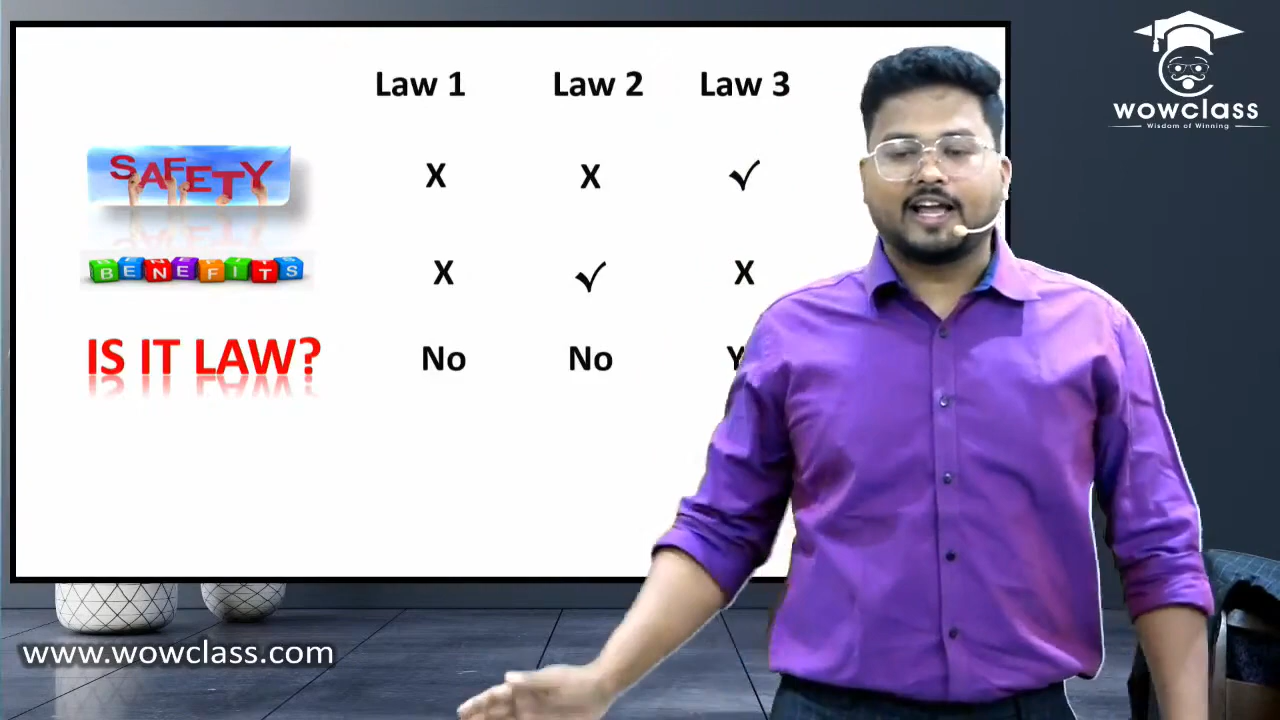 Law 1 Law 2 Law 3
SAFETY X X ✓
BENEFITS X ✓ X
IS IT LAW? No No
wowclass
Wisdom of Winning
www.wowclass.com